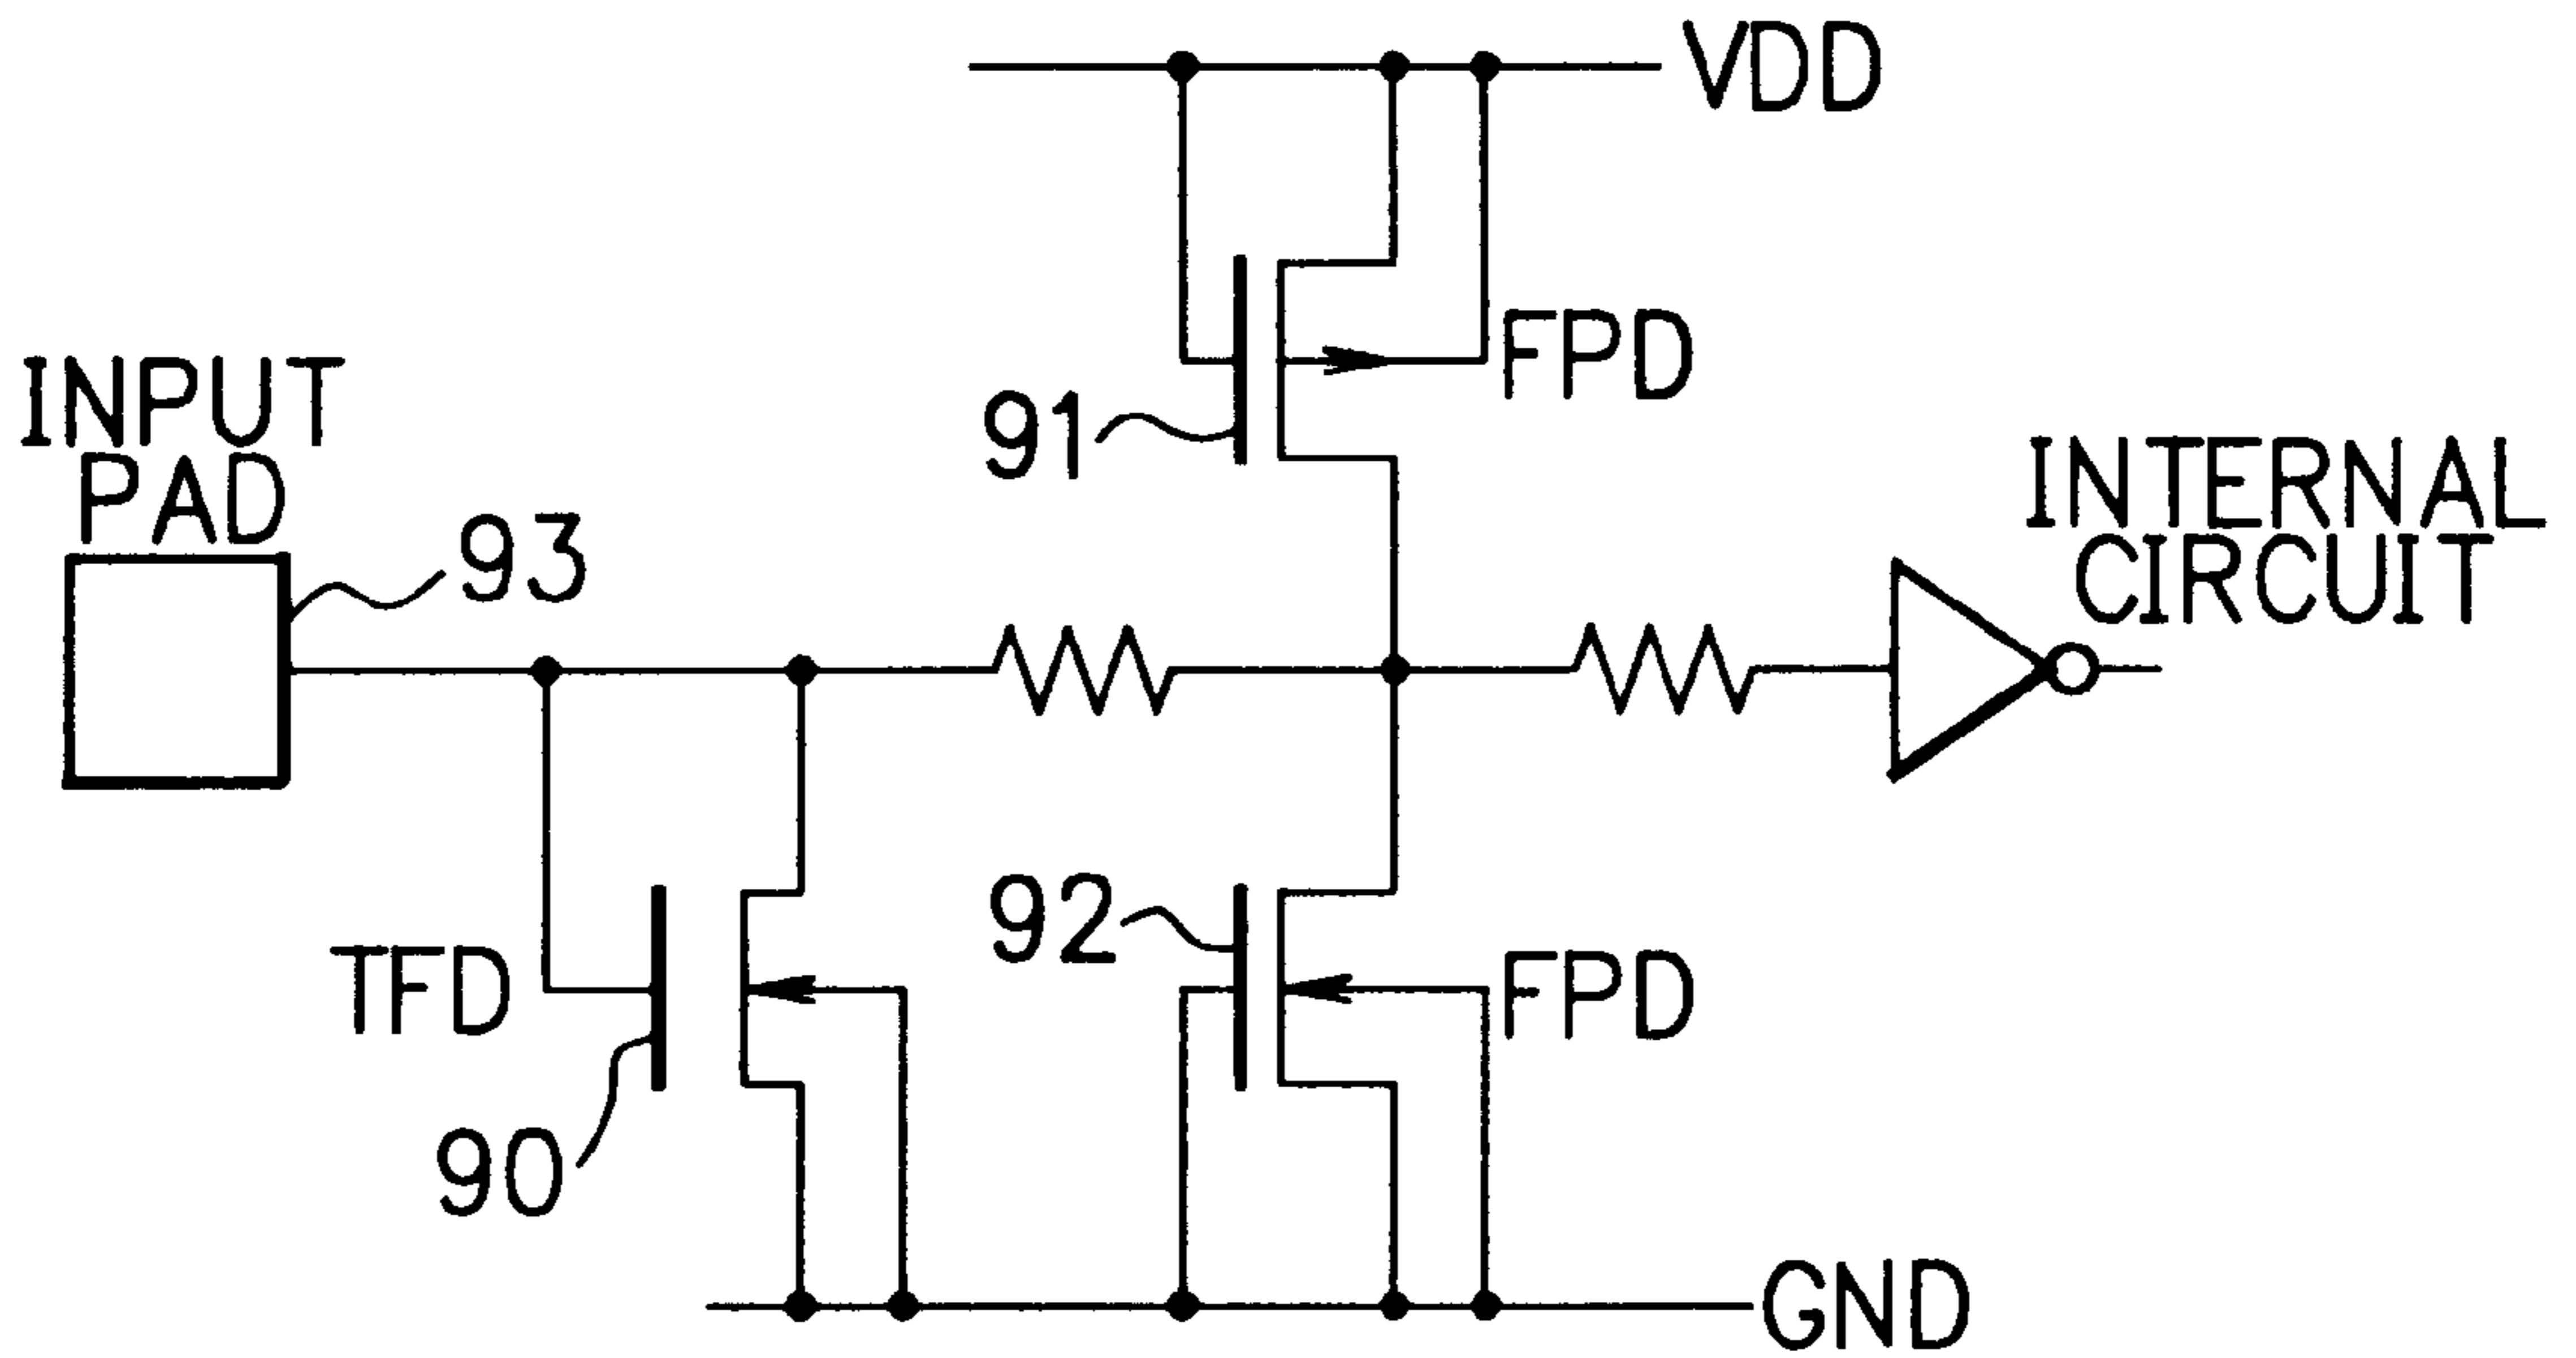 VDD
FPD
91
INPUT
PAD
93
INTERNAL
CIRCUIT
92
TFD
FPD
90
GND